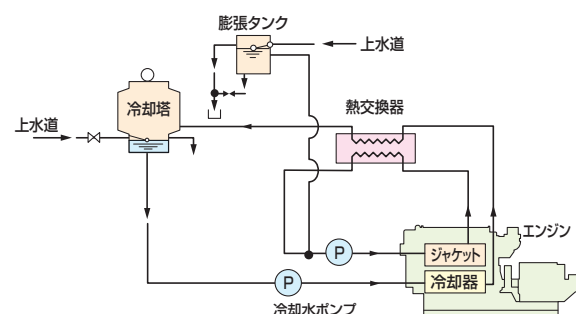 膨張タンク
上水道
冷却塔
上水道
熱交換器
エンジン
P
ジャケット
P
冷却器
冷却水ポンプ